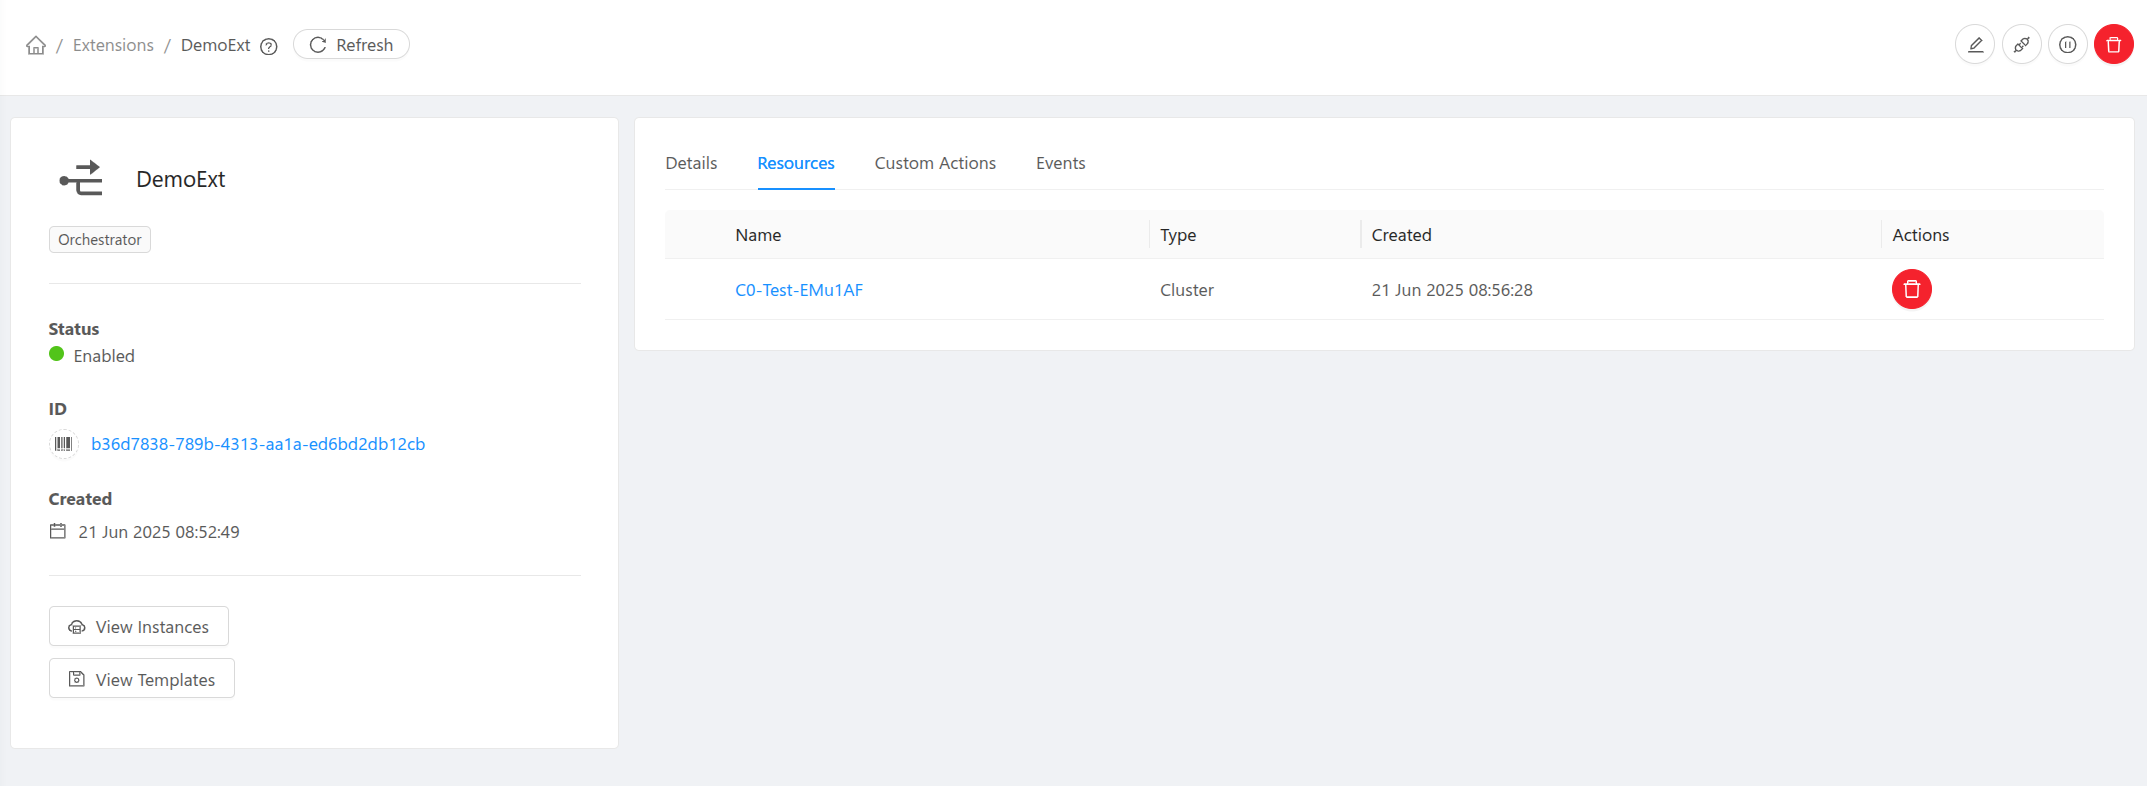 / Extensions / DemoExt ? Refresh
DemoExt
Orchestrator
Status
Enabled
ID
b36d7838-789b-4313-aa1a-ed6bd2db12cb
Created
21 Jun 2025 08:52:49
View Instances
View Templates
Details Resources Custom Actions Events
Name Type Created Actions
C0-Test-EMu1AF Cluster 21 Jun 2025 08:56:28